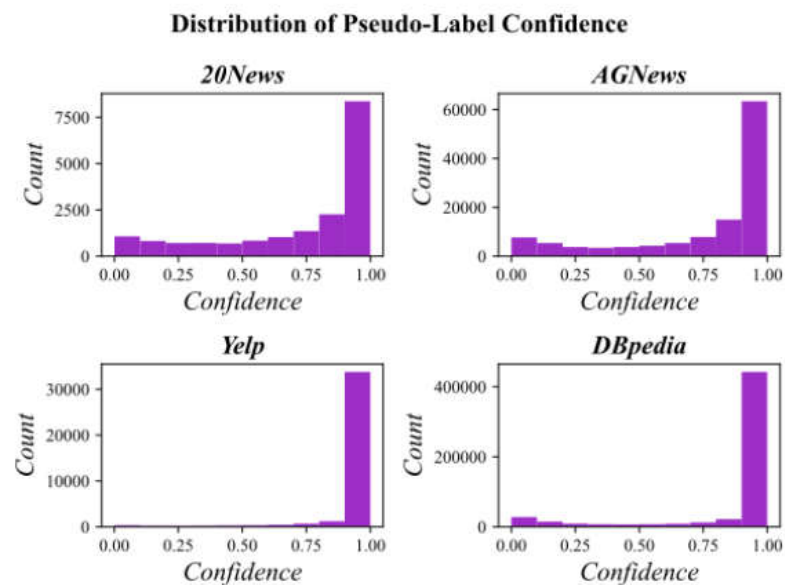 Distribution of Pseudo-Label Confidence
20News
AGNews
7500
5000
2500
0
Count
0.00 0.25 0.50 0.75 1.00
Confidence
60000
40000
20000
0
Count
0.00 0.25 0.50 0.75 1.00
Confidence
Yelp
DBpedia
30000
20000
10000
0
Count
0.00 0.25 0.50 0.75 1.00
Confidence
400000
200000
0
Count
0.00 0.25 0.50 0.75 1.00
Confidence